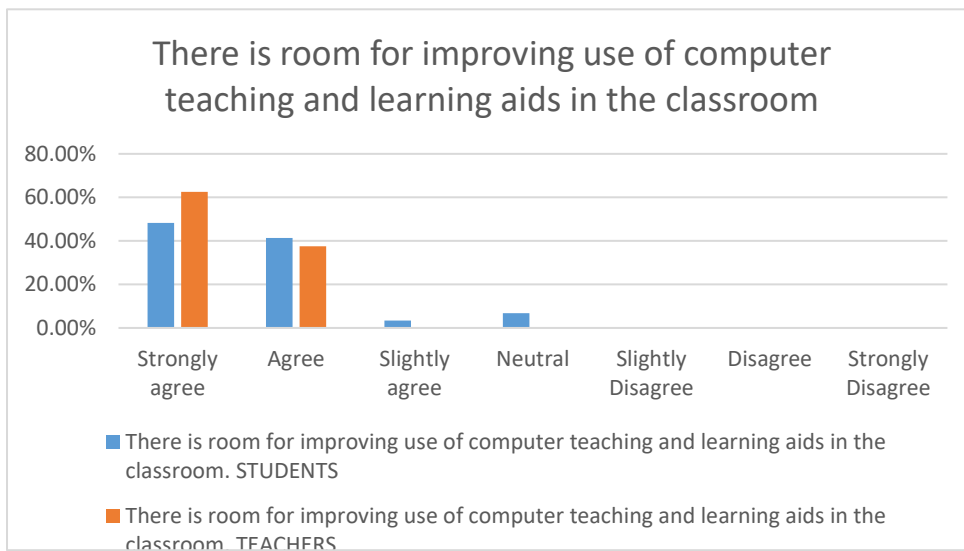 There is room for improving use of computer
teaching and learning aids in the classroom
80.00%
60.00%
40.00%
20.00%
0.00%
Strongly
agree
Agree
Slightly
agree
Neutral
Slightly
Disagree
Disagree
Strongly
Disagree
There is room for improving use of computer teaching and learning aids in the
classroom. STUDENTS
There is room for improving use of computer teaching and learning aids in the
classroom. TEACHERS